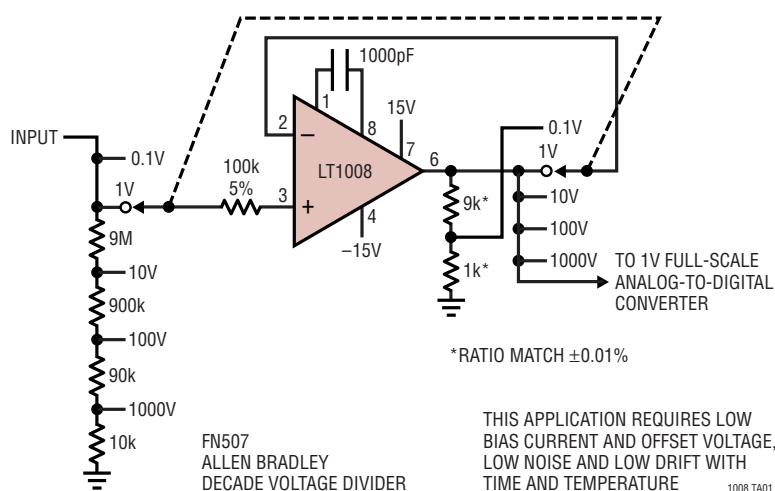 1000pF
INPUT
0.1V
1V
100k
5%
2
–
1
8
15V
7
LT1008
3
+
6
4
–15V
0.1V
1V
9k*
10V
100V
1k*
1000V
TO 1V FULL-SCALE
ANALOG-TO-DIGITAL
CONVERTER
9M
10V
900k
100V
90k
1000V
10k
*RATIO MATCH ±0.01%
FN507
ALLEN BRADLEY
DECADE VOLTAGE DIVIDER
THIS APPLICATION REQUIRES LOW
BIAS CURRENT AND OFFSET VOLTAGE,
LOW NOISE AND LOW DRIFT WITH
TIME AND TEMPERATURE
1008 TA01